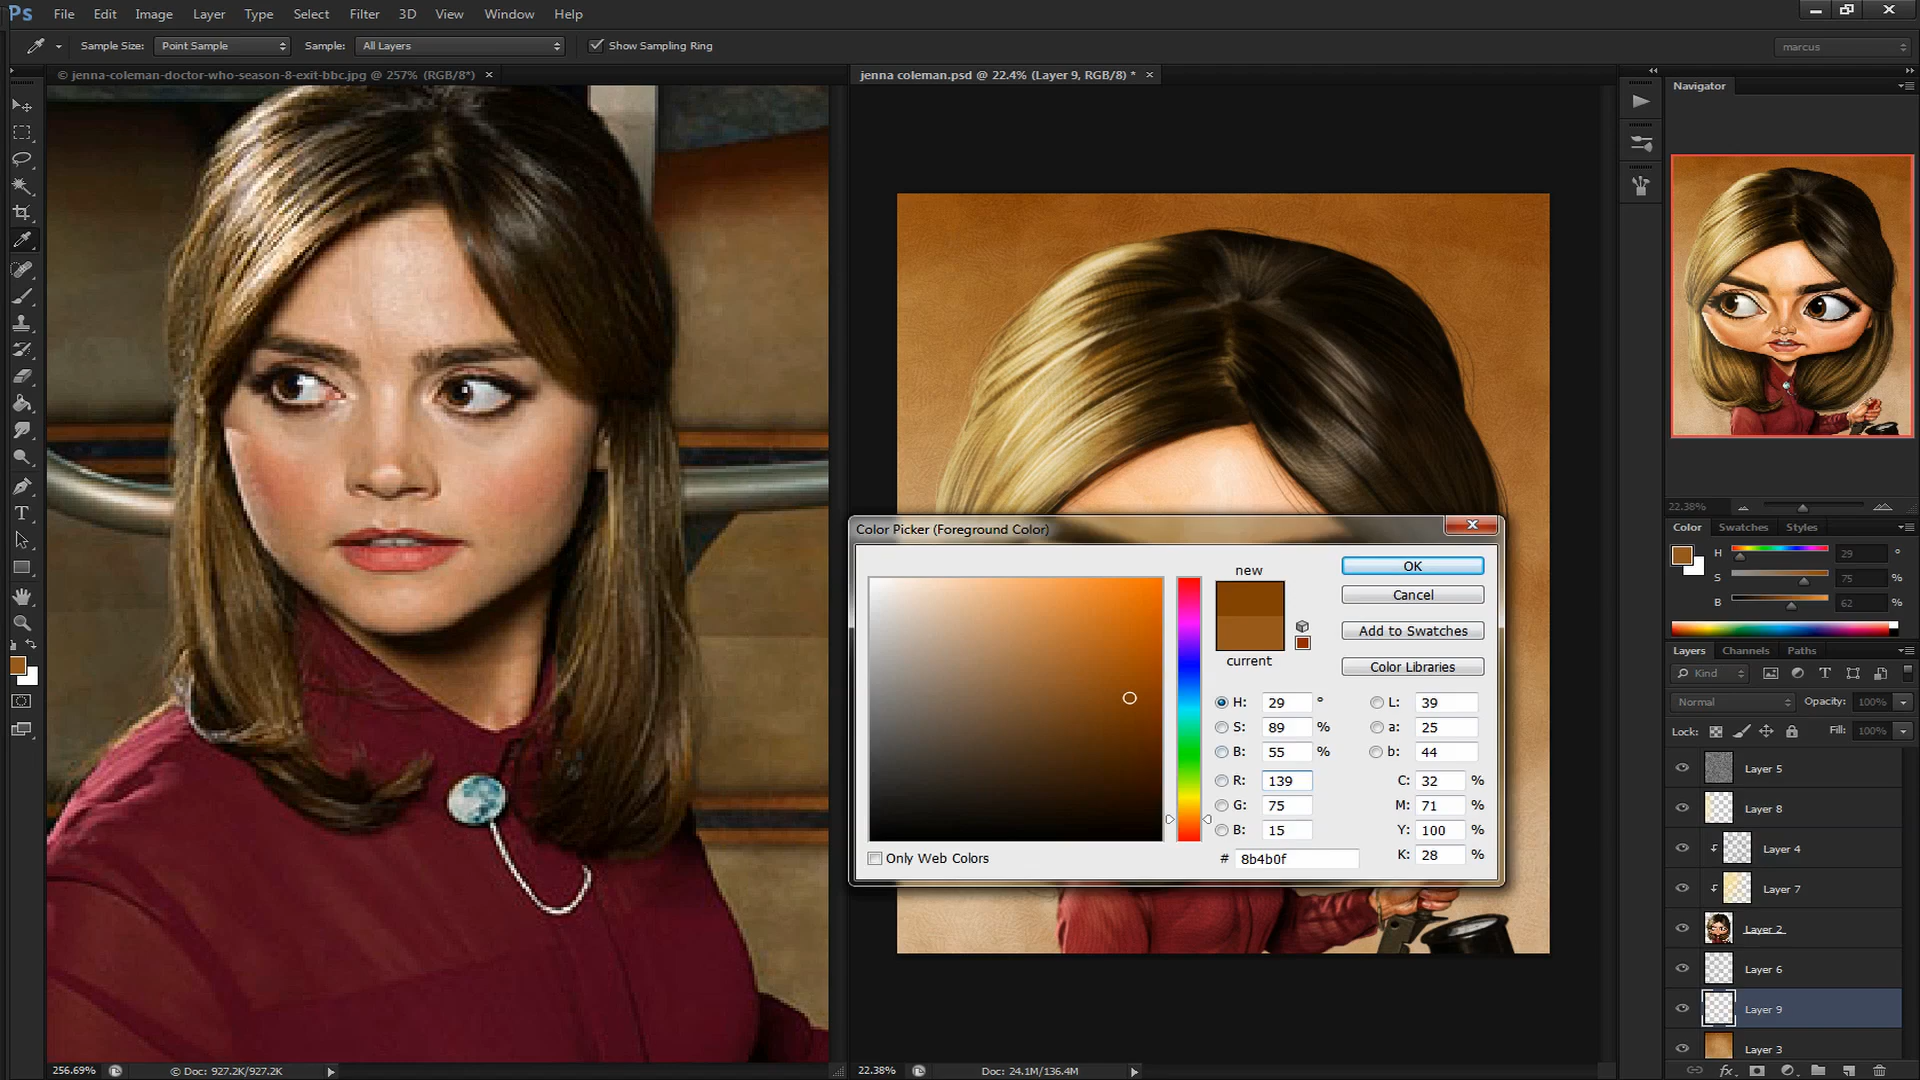 Ps File Edit Image Layer Type Select Filter 3D View Window Help
Sample Size: Point Sample Sample: All Layers Show Sampling Ring marcus
© jenna-coleman-doctor-who-season-8-exit-bbc.jpg @ 257% (RGB/8*) ×
jenna coleman.psd @ 22.4% (Layer 9, RGB/8) * ×
Navigator
22.38%
Color Swatches Styles
H 29 °
S 75 %
B 62 %
Color Picker (Foreground Color)
new
current
OK
Cancel
Add to Swatches
Color Libraries
H: 29 ° L: 39
S: 89 % a: 25
B: 55 % b: 44
R: 139 C: 32 %
G: 75 M: 71 %
B: 15 Y: 100 %
# 8b4b0f K: 28 %
Only Web Colors
Layers Channels Paths
Kind
Normal Opacity: 100%
Lock: Fill: 100%
Layer 5
Layer 8
Layer 4
Layer 7
Layer 2
Layer 6
Layer 9
Layer 3
256.69% © Doc: 927.2K/927.2K
22.38% Doc: 24.1M/136.4M